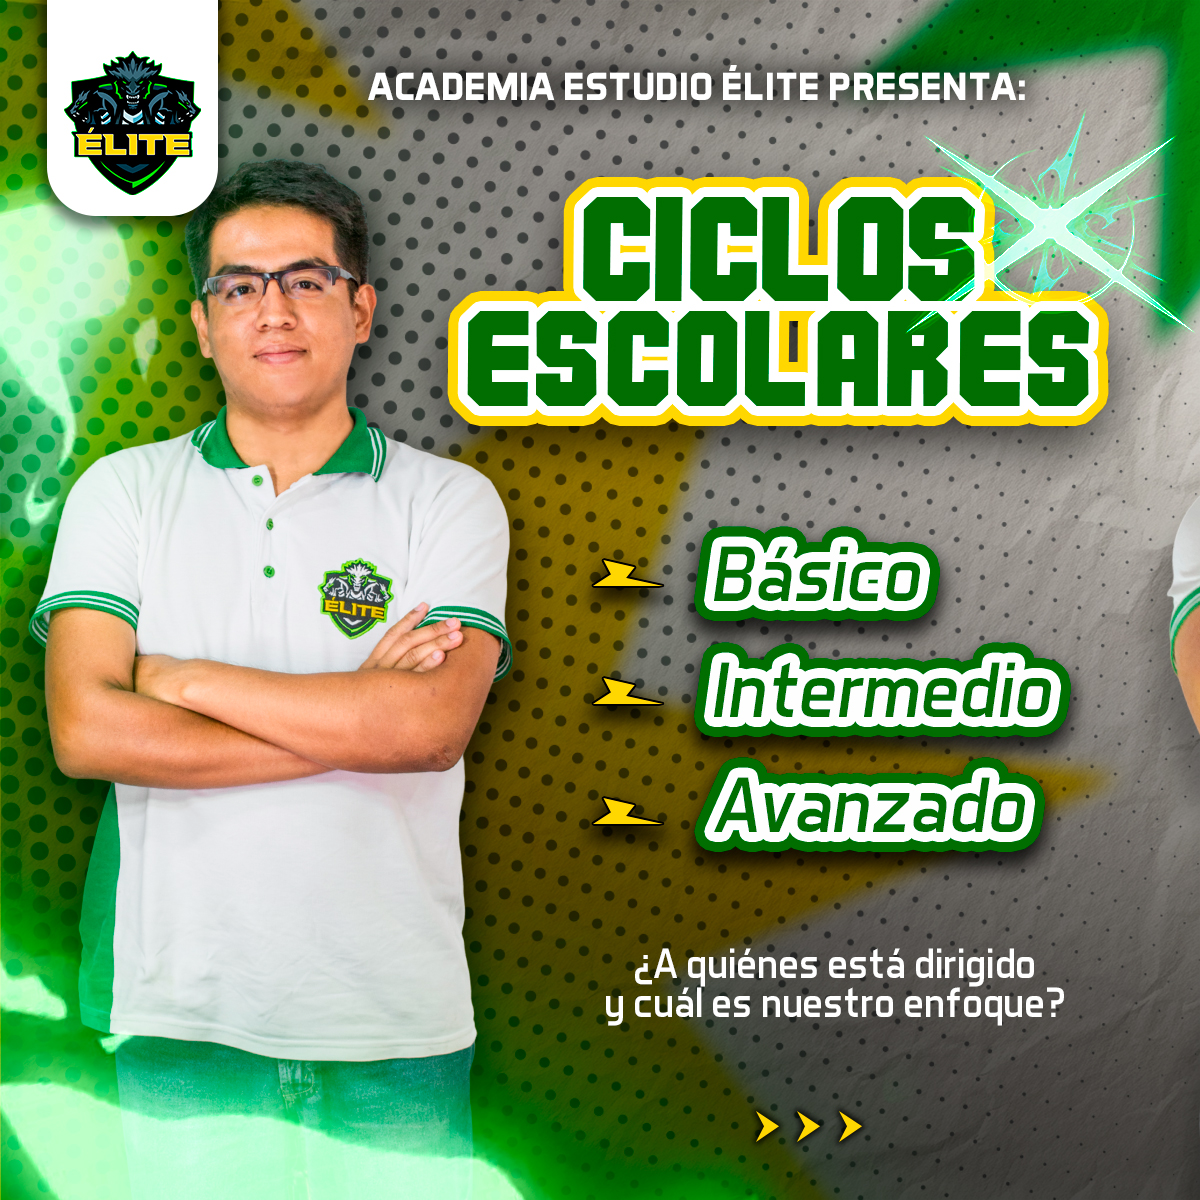 ÉLITE
ACADEMIA ESTUDIO ÉLITE PRESENTA:
CICLOS
ESCOLARES
ÉLITE
Básico
Intermedio
Avanzado
¿A quiénes está dirigido
y cuál es nuestro enfoque?